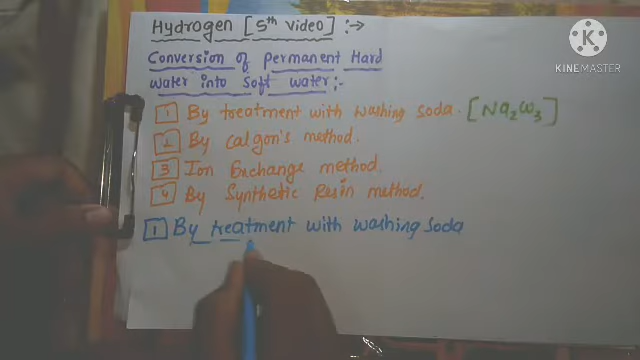 Hydrogen [5th video] :→
Conversion of Permanent Hard
Water into Soft water:-
1 By treatment with washing soda. [Na2CO3]
2 By calgon's method.
3 Ion Exchange method.
4 By Synthetic Resin method.
1 By treatment with washing Soda
KINEMASTER